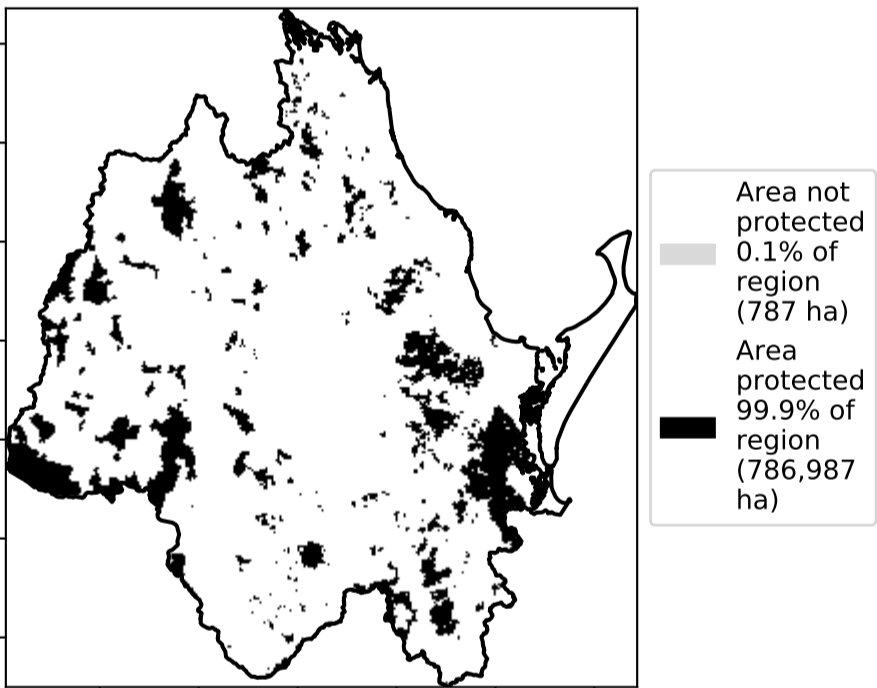 Area not
protected
0.1% of
region
(787 ha)
Area
protected
99.9% of
region
(786,987
ha)